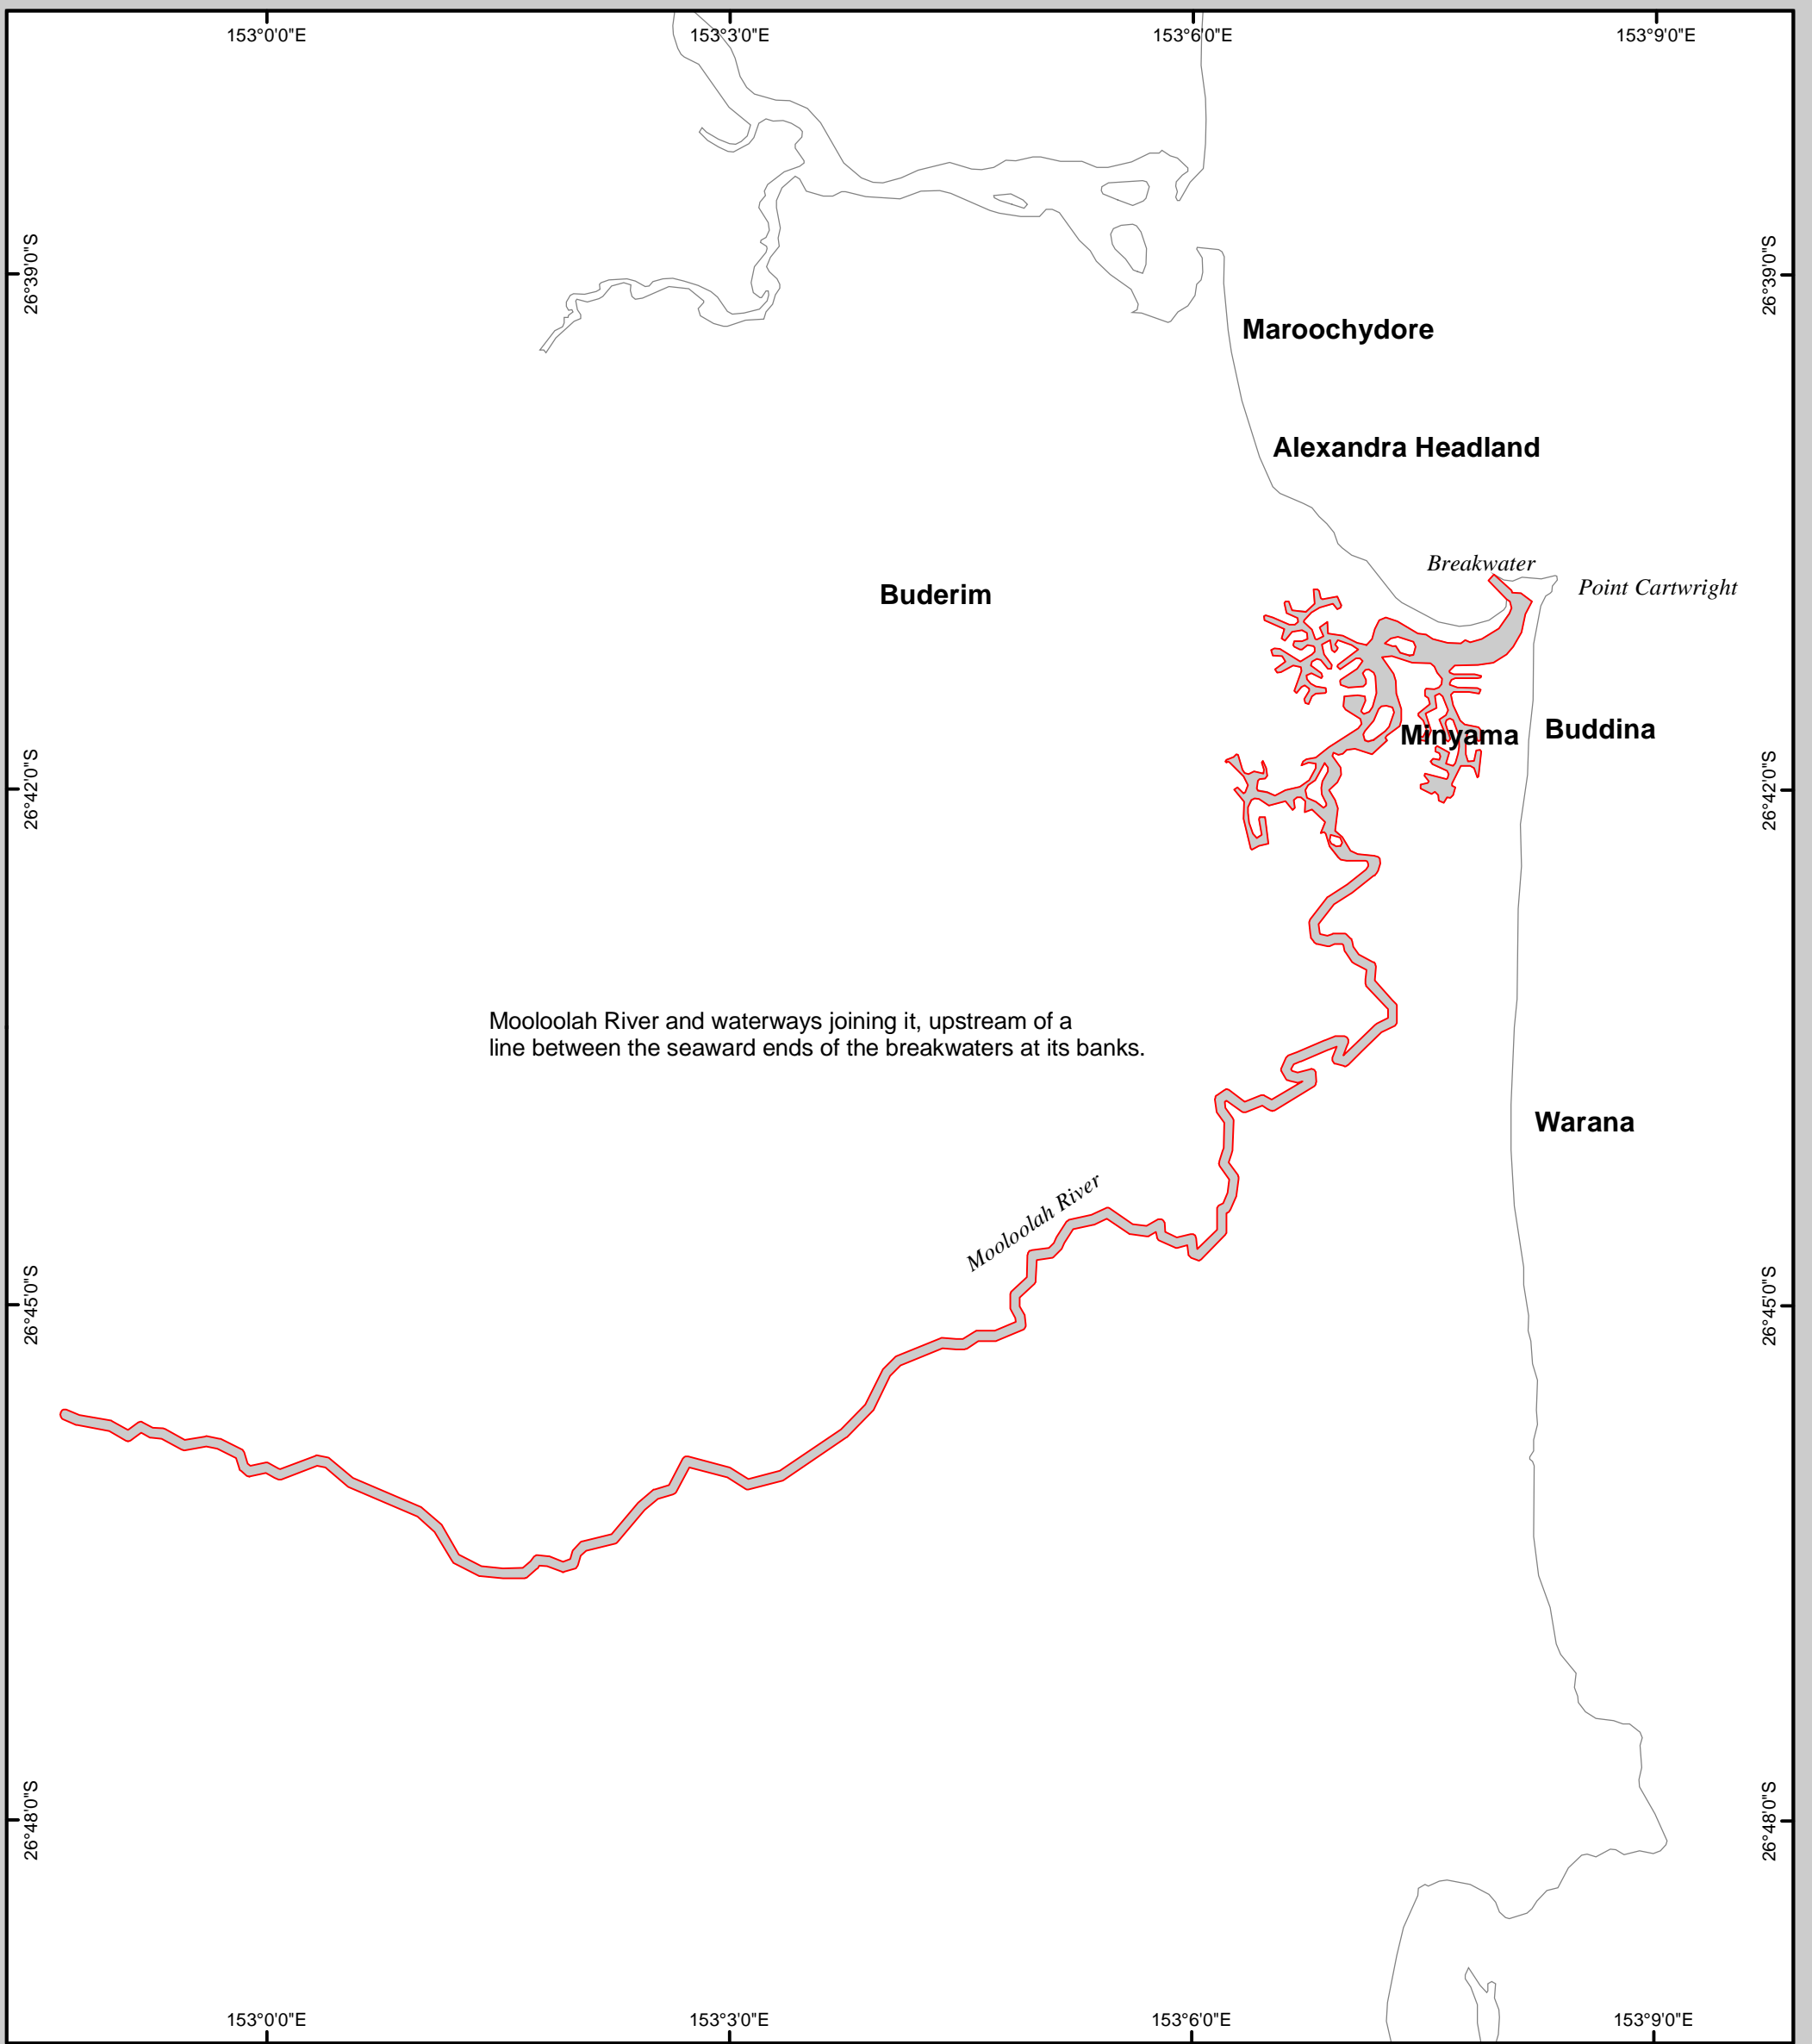 153°0'0"E
153°3'0"E
153°6'0"E
153°9'0"E
26°39'0"S
26°39'0"S
Maroochydore
Alexandra Headland
Breakwater
Point Cartwright
Buderim
Buddina
Minyama
26°42'0"S
26°42'0"S
Mooloolah River and waterways joining it, upstream of a
line between the seaward ends of the breakwaters at its banks.
Warana
Mooloolah River
26°45'0"S
26°45'0"S
26°48'0"S
26°48'0"S
153°0'0"E
153°3'0"E
153°6'0"E
153°9'0"E